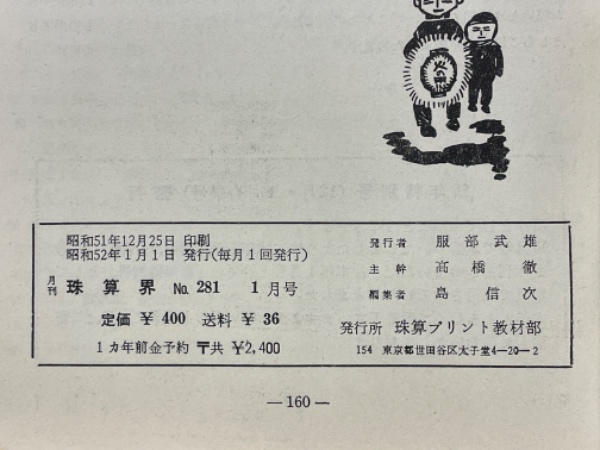 昭和51年12月25日 印刷
昭和52年1月1日 発行(毎月1回発行)
月刊 珠算界 No. 281 1月号
定価 ¥ 400 送料 ¥ 36
1カ年前金予約 〒共 ¥2,400
発行者 服部武雄
主幹 高橋徹
編集者 島信次
発行所 珠算プリント教材部
154 東京都世田谷区太子堂4-20-2
—160—